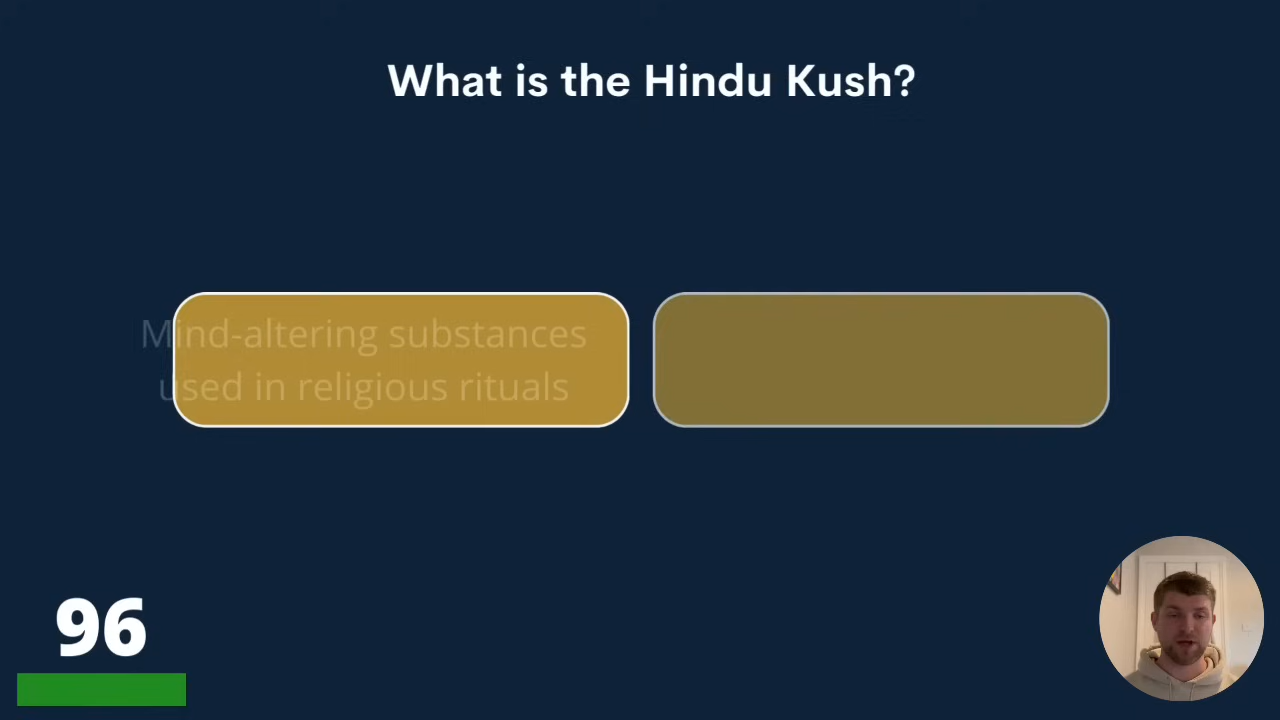 What is the Hindu Kush?
Mind-altering substances
used in religious rituals
96